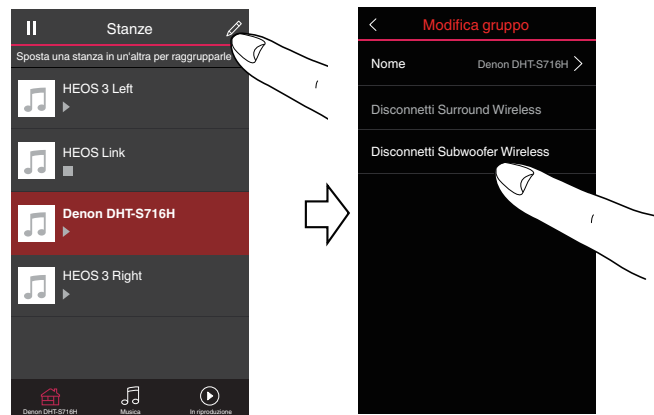 Stanze
Sposta una stanza in un'altra per raggrupparle
HEOS 3 Left
HEOS Link
Denon DHT-S716H
HEOS 3 Right
Denon DHT-S716H
Musica
In riproduzione
Modifica gruppo
Nome Denon DHT-S716H
Disconnetti Surround Wireless
Disconnetti Subwoofer Wireless